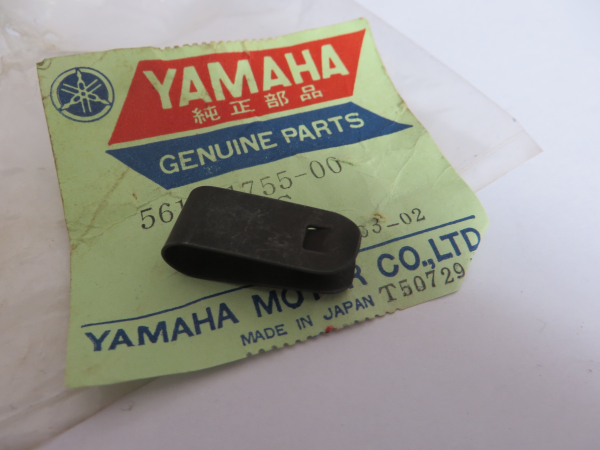 YAMAHA
純正部品
GENUINE PARTS
YAMAHA MOTOR CO.,LTD
MADE IN JAPAN T50729